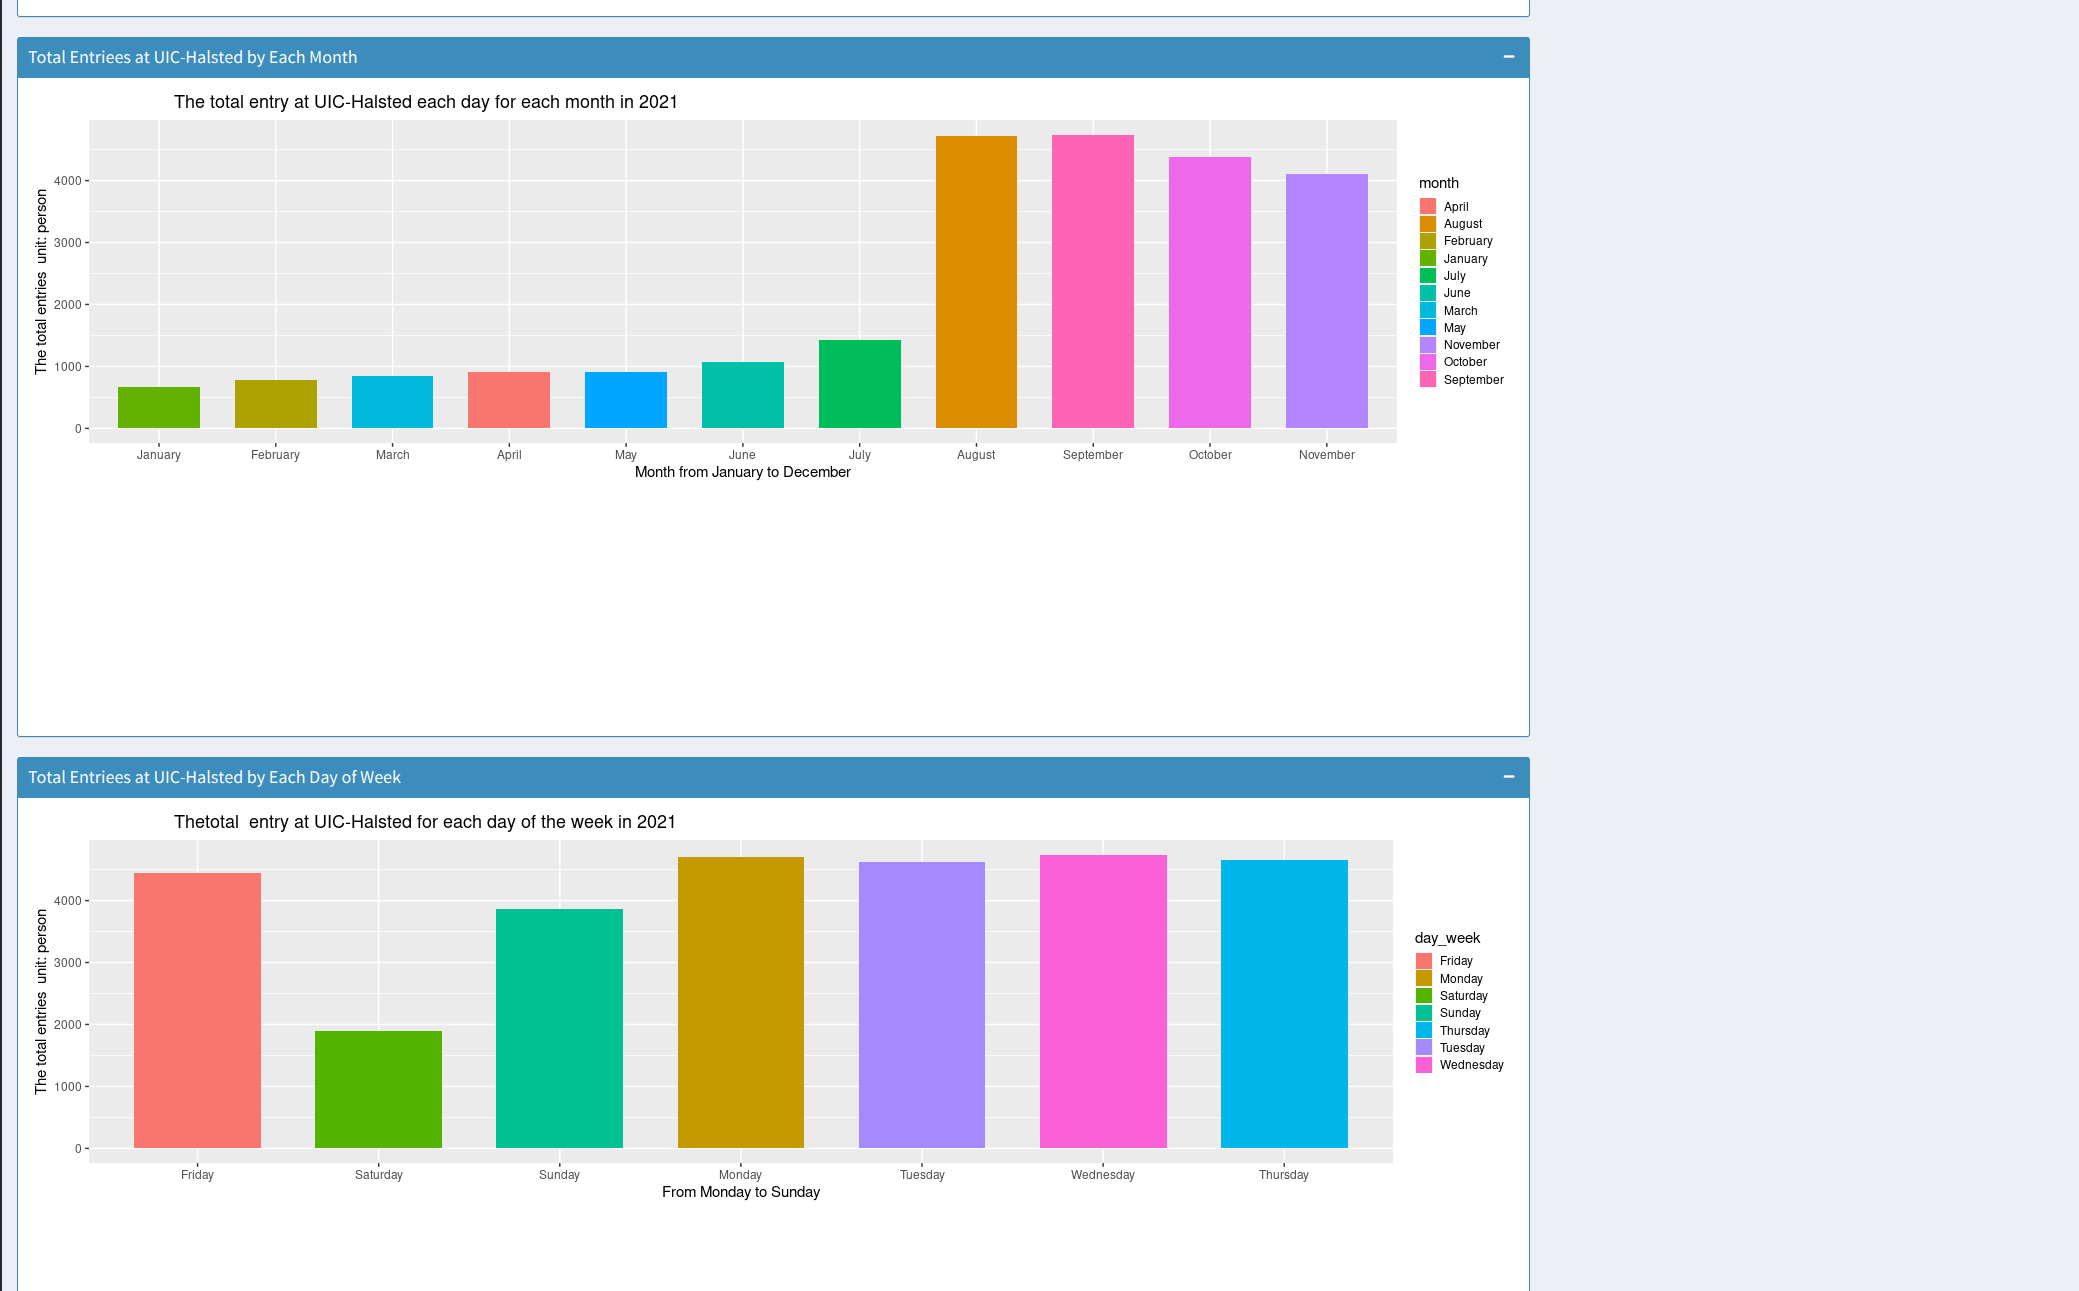 Total Entriees at UIC-Halsted by Each Month
The total entry at UIC-Halsted each day for each month in 2021
The total entries  unit: person
4000
3000
2000
1000
0
January February March April May June July August September October November
Month from January to December
month
April
August
February
January
July
June
March
May
November
October
September
Total Entriees at UIC-Halsted by Each Day of Week
Thetotal  entry at UIC-Halsted for each day of the week in 2021
The total entries  unit: person
4000
3000
2000
1000
0
Friday Saturday Sunday Monday Tuesday Wednesday Thursday
From Monday to Sunday
day_week
Friday
Monday
Saturday
Sunday
Thursday
Tuesday
Wednesday